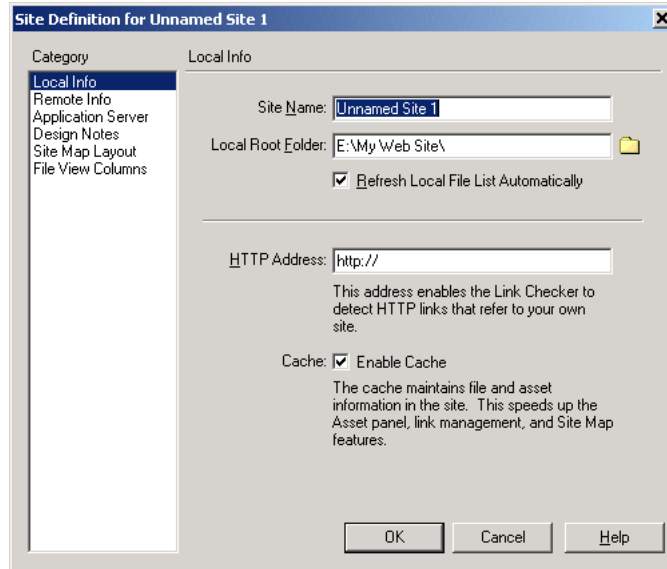 Site Definition for Unnamed Site 1
Category
Local Info
Local Info
Remote Info
Application Server
Design Notes
Site Map Layout
File View Columns
Site Name: Unnamed Site 1
Local Root Folder: E:\My Web Site\
Refresh Local File List Automatically
HTTP Address: http://
This address enables the Link Checker to
detect HTTP links that refer to your own
site.
Cache: Enable Cache
The cache maintains file and asset
information in the site. This speeds up the
Asset panel, link management, and Site Map
features.
OK Cancel Help